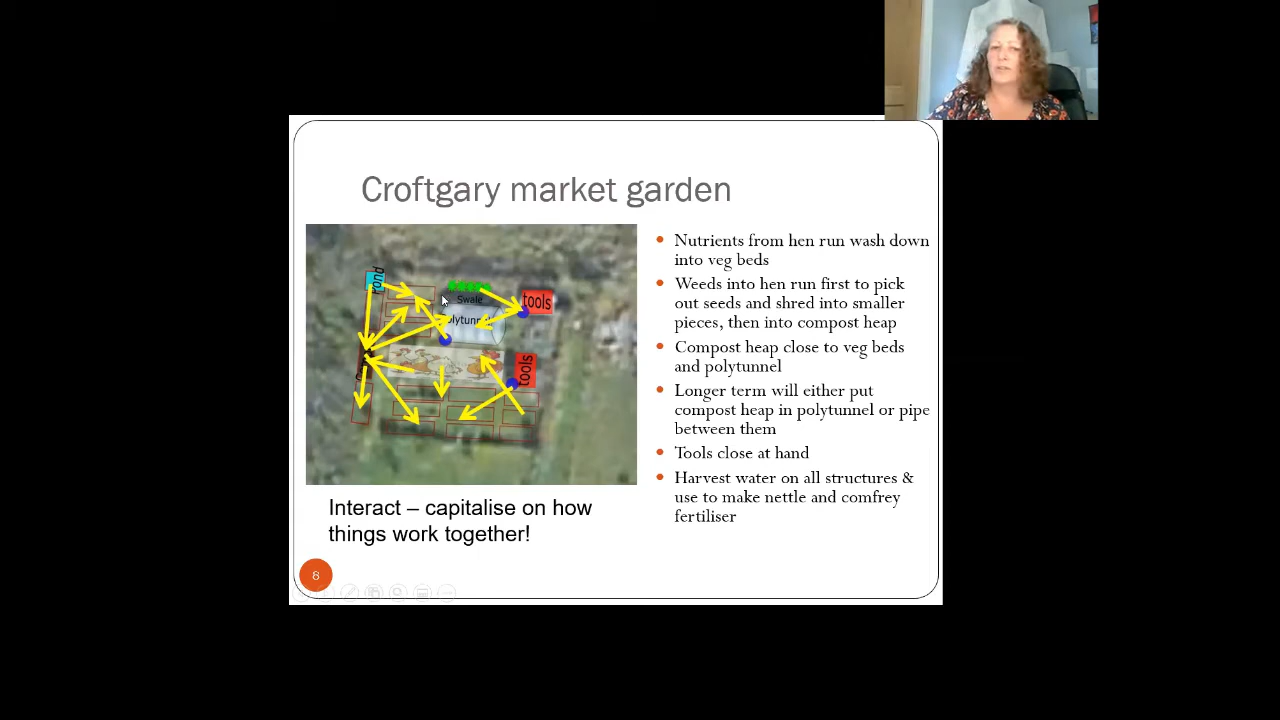 Croftgary market garden
pond
Swale
tools
polytunn
tools
Nutrients from hen run wash down
into veg beds
Weeds into hen run first to pick
out seeds and shred into smaller
pieces, then into compost heap
Compost heap close to veg beds
and polytunnel
Longer term will either put
compost heap in polytunnel or pipe
between them
Tools close at hand
Harvest water on all structures &
use to make nettle and comfrey
fertiliser
Interact – capitalise on how
things work together!
8